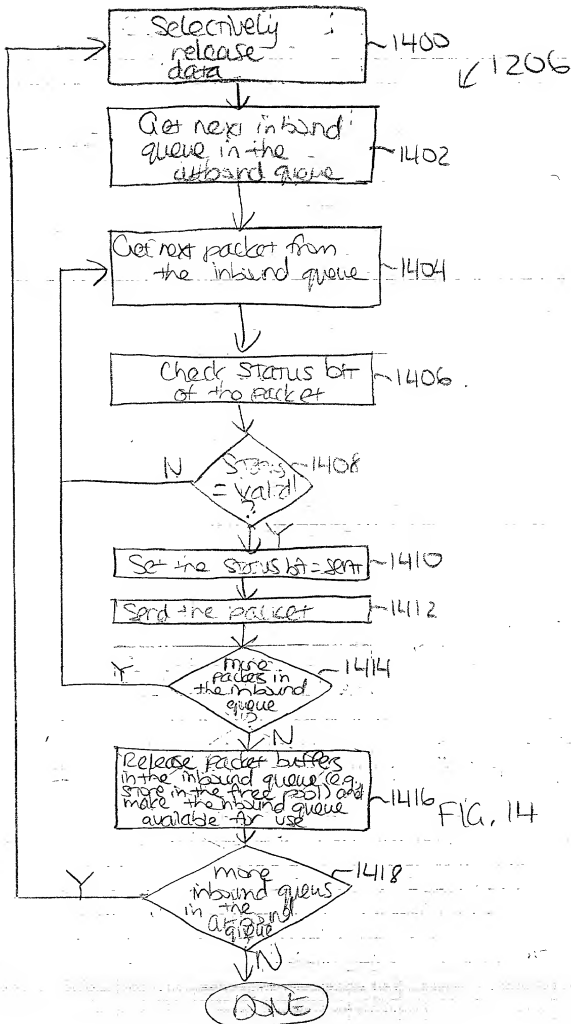 Selectively
release
data
1400
1206
Get next inbound
queue in the
outbound queue
1402
Get next packet from
the inbound queue
1404
Check status bit
of the packet
1406
N
Status
= valid
?
1408
Y
Set the status bit = sent
1410
Send the packet
1412
Y
more
packets in
the inbound
queue
?
1414
N
Release packet buffers
in the inbound queue (e.g.
store in the free pool) and
make the inbound queue
available for use
1416
FIG. 14
Y
more
inbound queues
in the
outbound
queue
1418
N
DONE